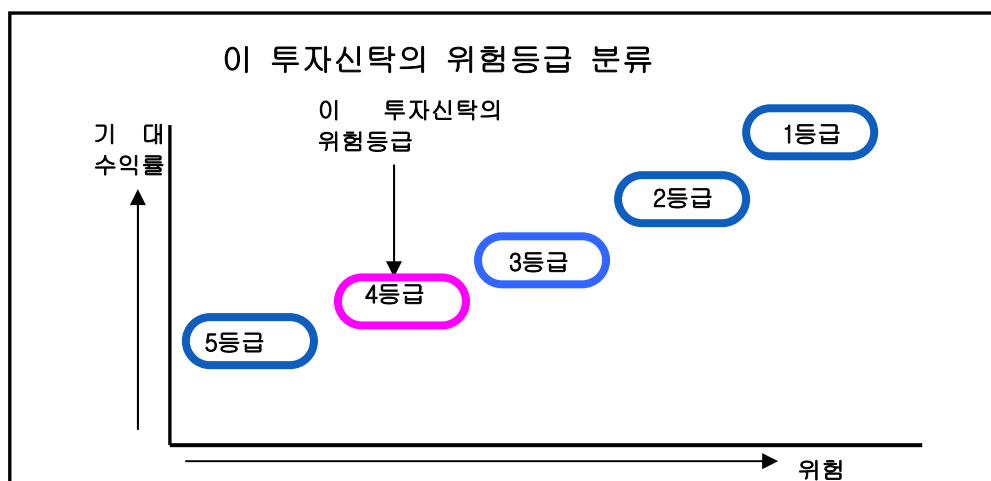 이 투자신탁의 위험등급 분류
이 투자신탁의
위험등급
기 대
수익률
1등급
2등급
3등급
4등급
5등급
위험